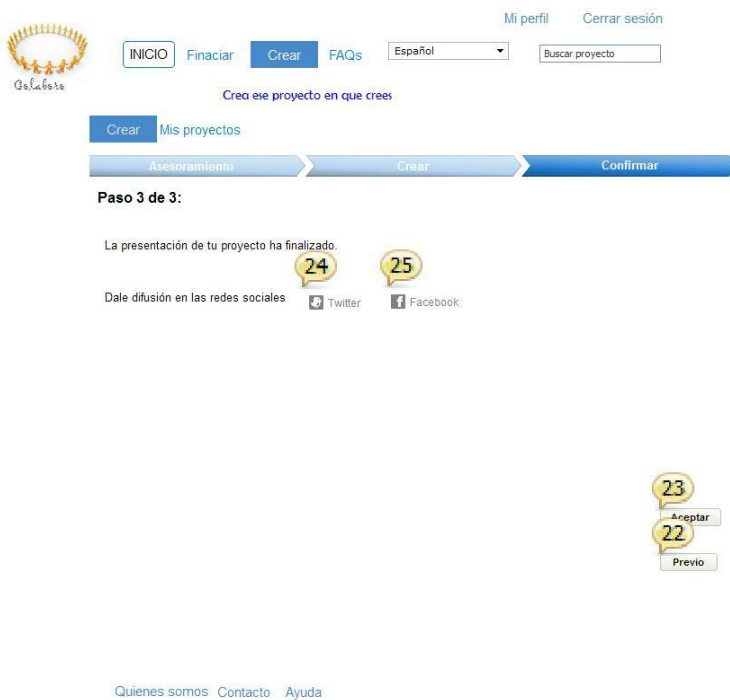 Mi perfil Cerrar sesión
INICIO Finaciar Crear FAQs Español Buscar proyecto
Colabora
Crea ese proyecto en que crees
Crear Mis proyectos
Asesoramiento Crear Confirmar
Paso 3 de 3:
La presentación de tu proyecto ha finalizado.
24 25
Dale difusión en las redes sociales Twitter Facebook
23
Aceptar
22
Previo
Quienes somos Contacto Ayuda